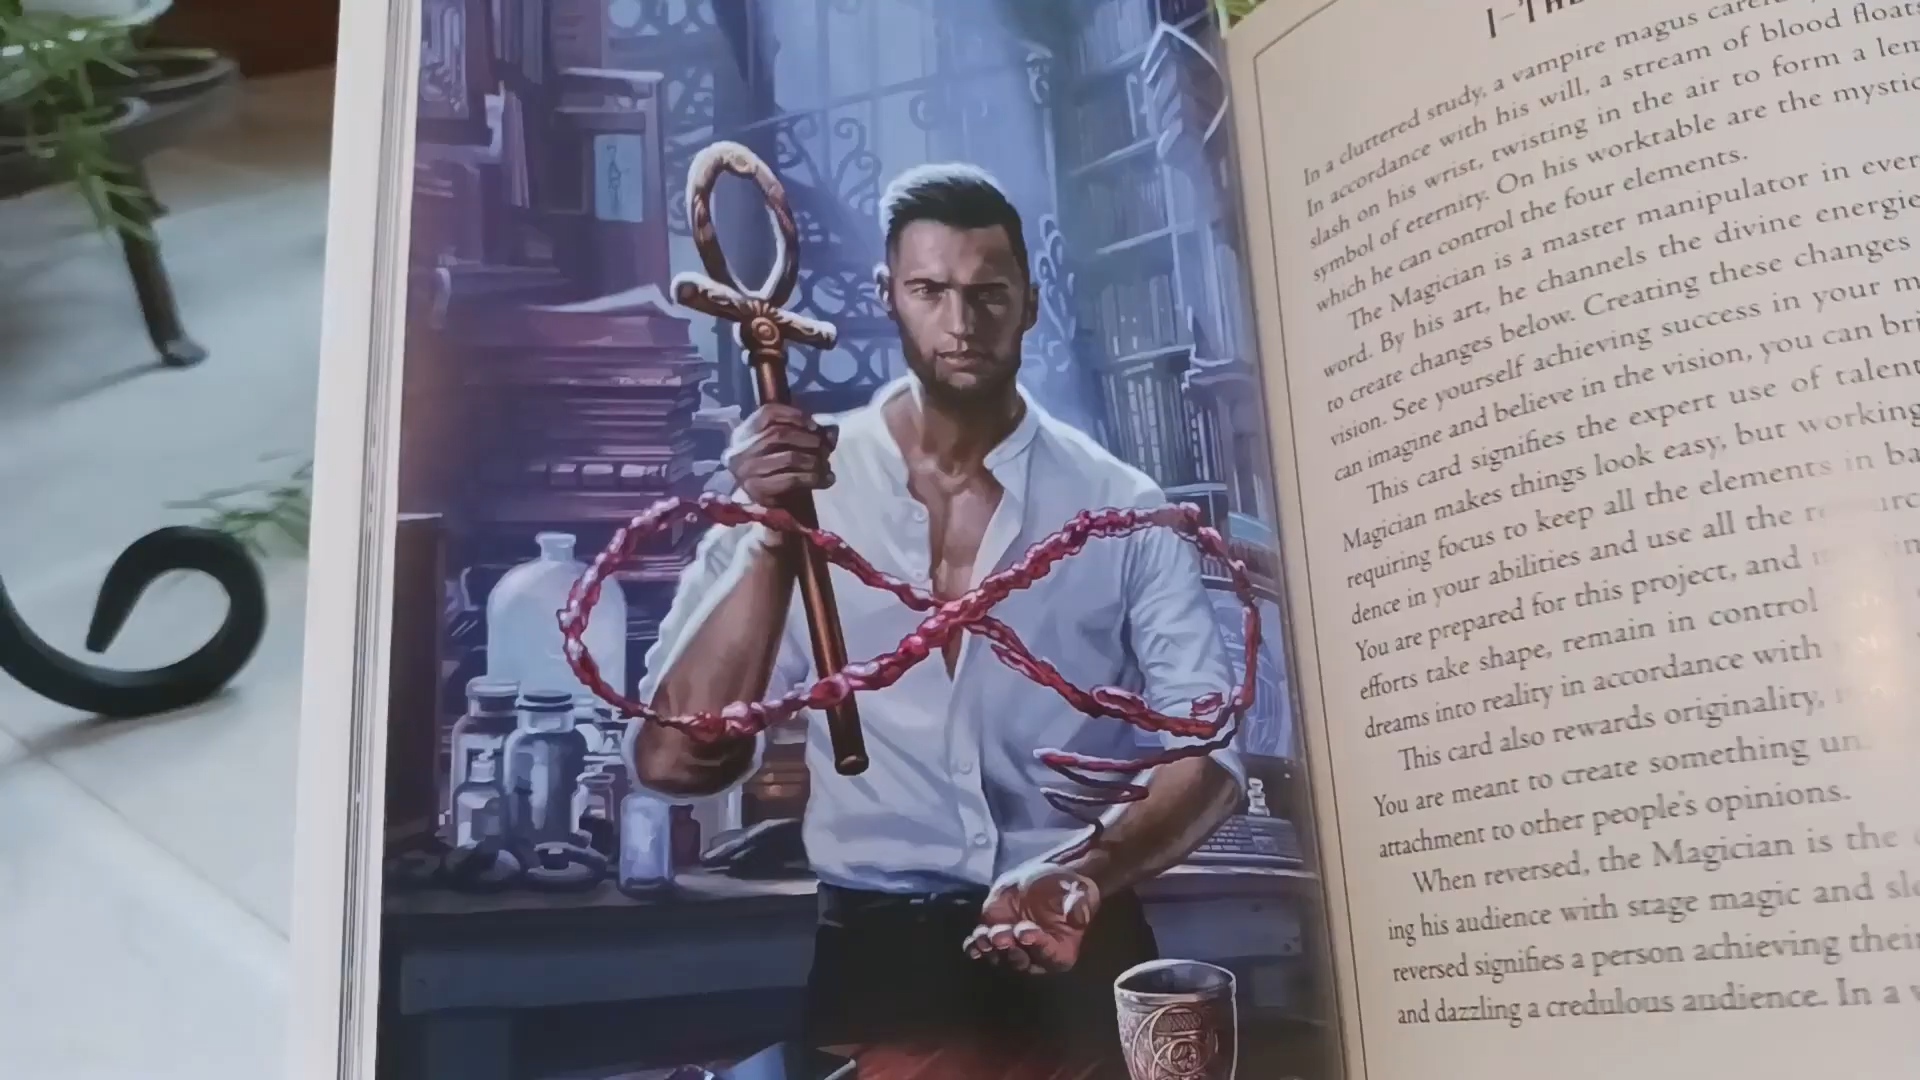 I–THE
In a cluttered study, a vampire magus
In accordance with his will, a stream of blood floats
slash on his wrist, twisting in the air to form a
symbol of eternity. On his worktable are the
which he can control the four elements.
The Magician is a master manipulator in
word. By his art, he channels the divine
to create changes below. Creating these changes
vision. See yourself achieving success in your
can imagine and believe in the vision, you can
This card signifies the expert use of
Magician makes things look easy, but working
requiring focus to keep all the elements in
dence in your abilities and use all the
You are prepared for this project, and
efforts take shape, remain in control
dreams into reality in accordance with
This card also rewards originality,
You are meant to create something
attachment to other people's opinions.
When reversed, the Magician is the
ing his audience with stage magic and
reversed signifies a person achieving their
and dazzling a credulous audience. In a